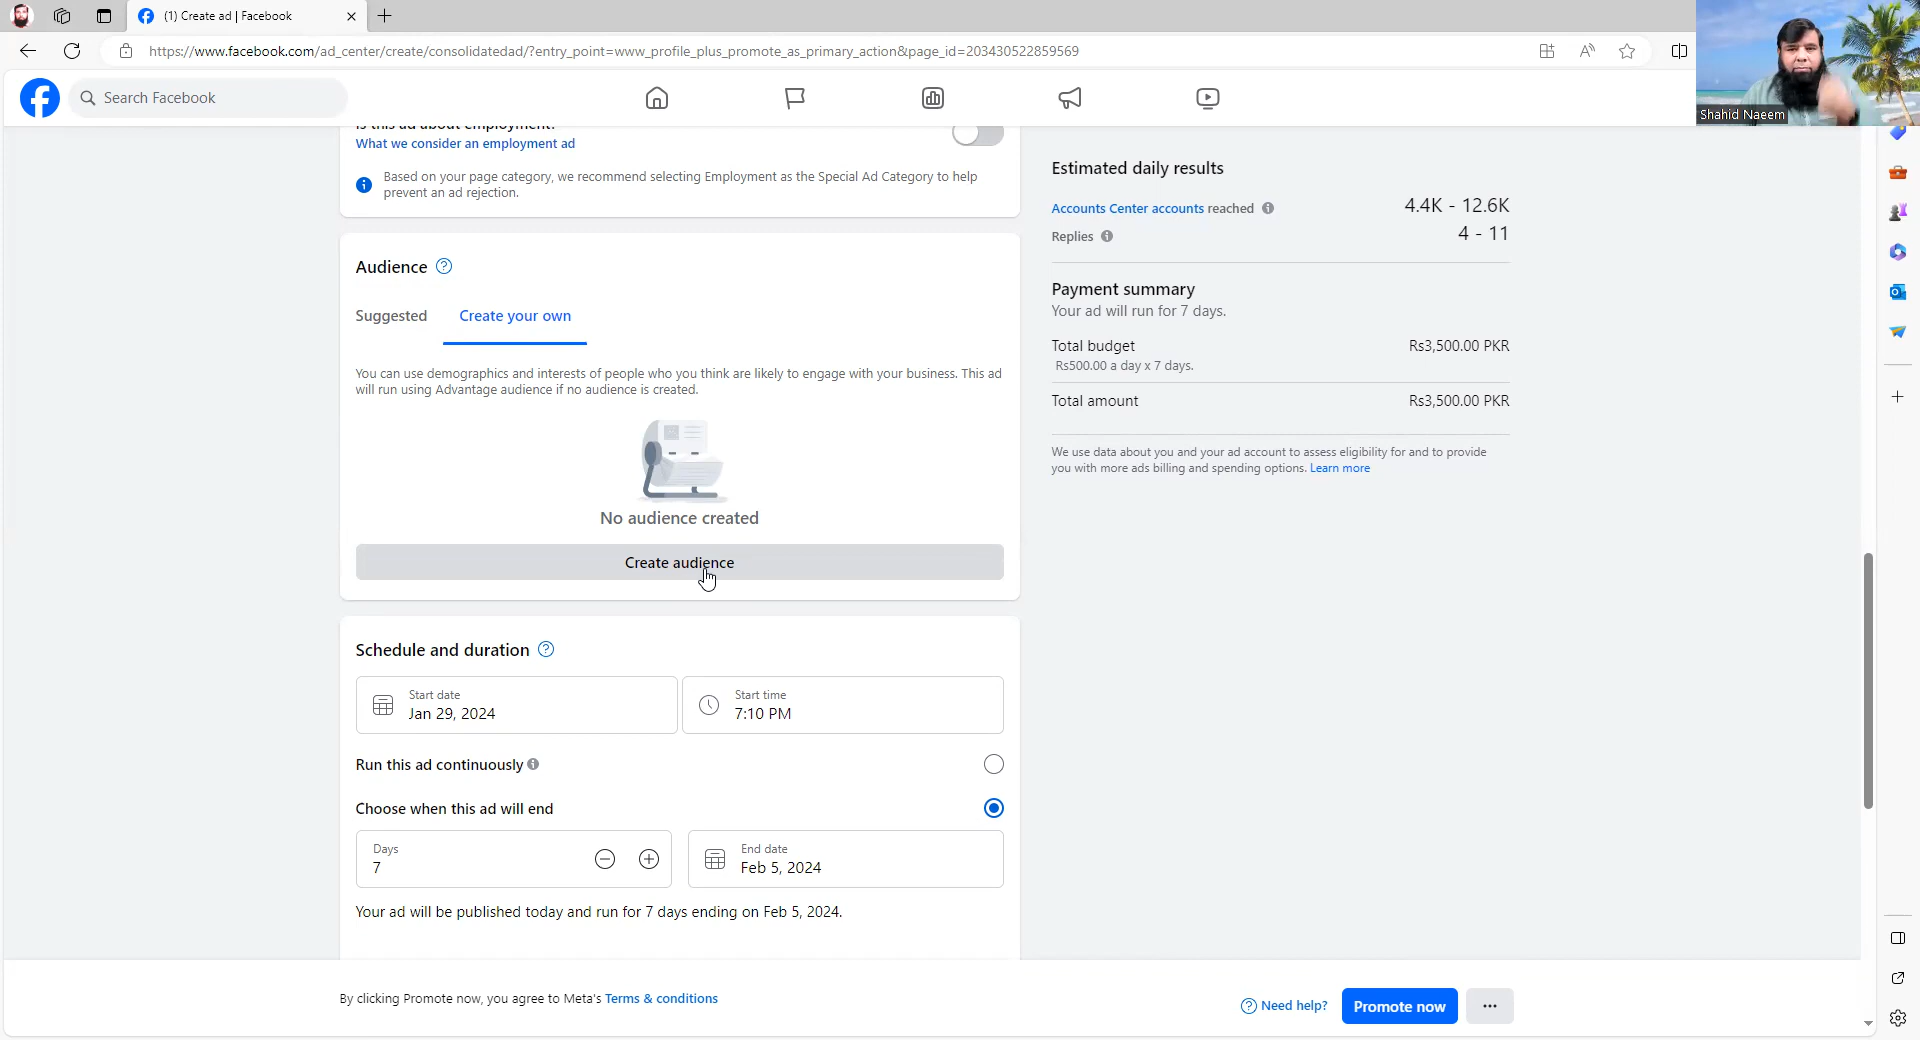 (1) Create ad | Facebook
https://www.facebook.com/ad_center/create/consolidatedad/?entry_point=www_profile_plus_promote_as_primary_action&page_id=203430522859569
Shahid Naeem
Search Facebook
Is this ad about employment?
What we consider an employment ad
Based on your page category, we recommend selecting Employment as the Special Ad Category to help
prevent an ad rejection.
Audience
Suggested
Create your own
You can use demographics and interests of people who you think are likely to engage with your business. This ad
will run using Advantage audience if no audience is created.
No audience created
Create audience
Schedule and duration
Start date
Jan 29, 2024
Start time
7:10 PM
Run this ad continuously
Choose when this ad will end
Days
7
End date
Feb 5, 2024
Your ad will be published today and run for 7 days ending on Feb 5, 2024.
Estimated daily results
Accounts Center accounts reached 4.4K - 12.6K
Replies 4 - 11
Payment summary
Your ad will run for 7 days.
Total budget Rs3,500.00 PKR
Rs500.00 a day x 7 days.
Total amount Rs3,500.00 PKR
We use data about you and your ad account to assess eligibility for and to provide
you with more ads billing and spending options. Learn more
By clicking Promote now, you agree to Meta's Terms & conditions
Need help?
Promote now